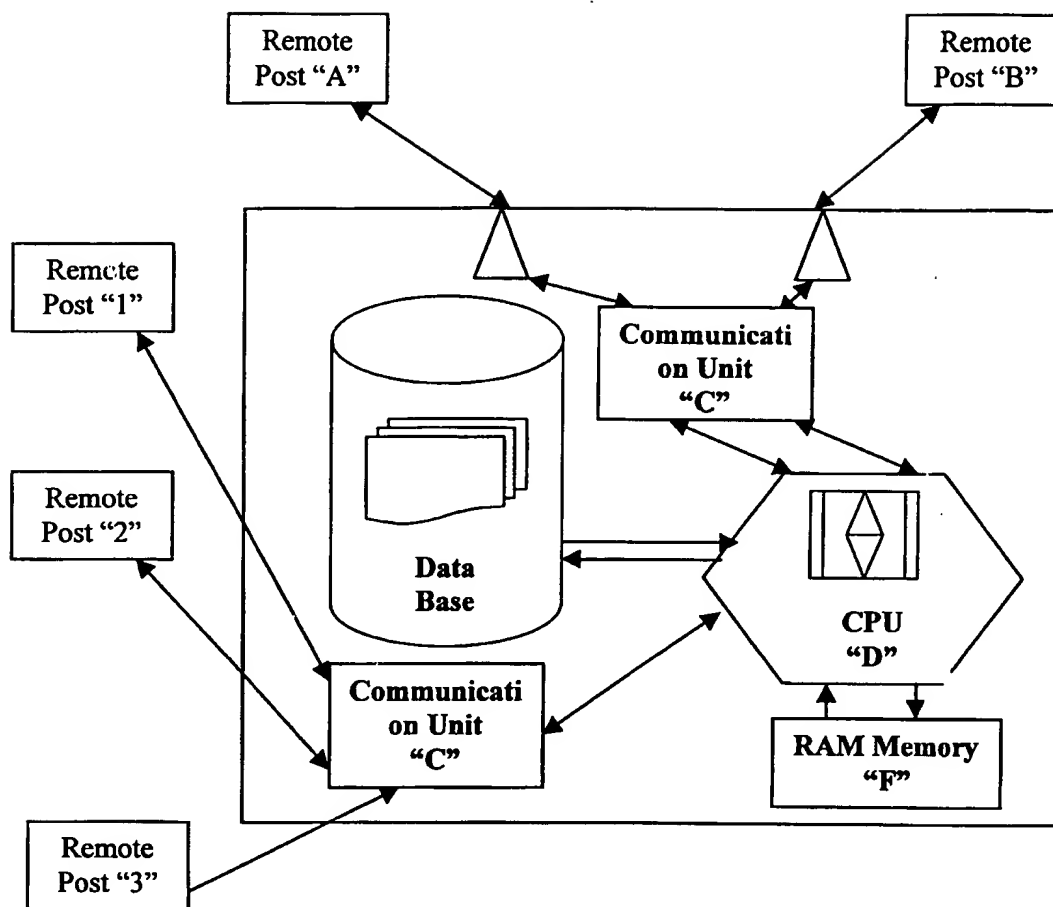 Remote
Post "A"
Remote
Post "B"
Remote
Post "1"
Communicati
on Unit
"C"
Remote
Post "2"
Data
Base
CPU
"D"
Communicati
on Unit
"C"
RAM Memory
"F"
Remote
Post "3"